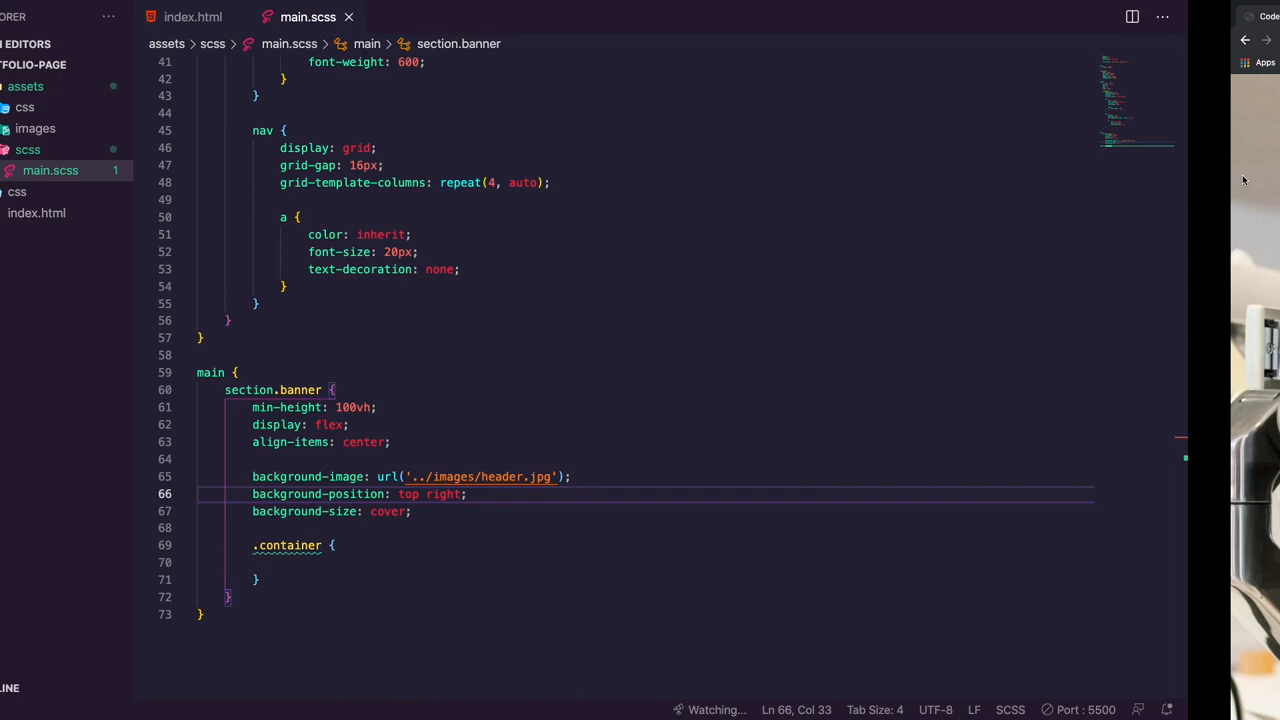 ORER
index.html
main.scss
Code
N EDITORS
assets > scss > main.scss > main > section.banner
TFOLIO-PAGE
Apps
assets
css
images
scss
main.scss 1
css
index.html
41 font-weight: 600;
42 }
43 }
44
45 nav {
46 display: grid;
47 grid-gap: 16px;
48 grid-template-columns: repeat(4, auto);
49
50 a {
51 color: inherit;
52 font-size: 20px;
53 text-decoration: none;
54 }
55 }
56 }
57 }
58
59 main {
60 section.banner {
61 min-height: 100vh;
62 display: flex;
63 align-items: center;
64
65 background-image: url('../images/header.jpg');
66 background-position: top right;
67 background-size: cover;
68
69 .container {
70
71 }
72 }
73 }
LINE
Watching... Ln 66, Col 33 Tab Size: 4 UTF-8 LF SCSS Port : 5500